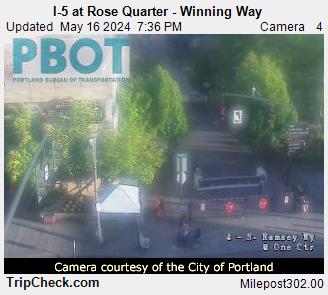 I-5 at Rose Quarter - Winning Way
Updated May 16 2024 7:36 PM Camera 4
PBOT
PORTLAND BUREAU OF TRANSPORTATION
4 - N. Ramsey Wy
@ One Ctr
Camera courtesy of the City of Portland
TripCheck.com Milepost302.00